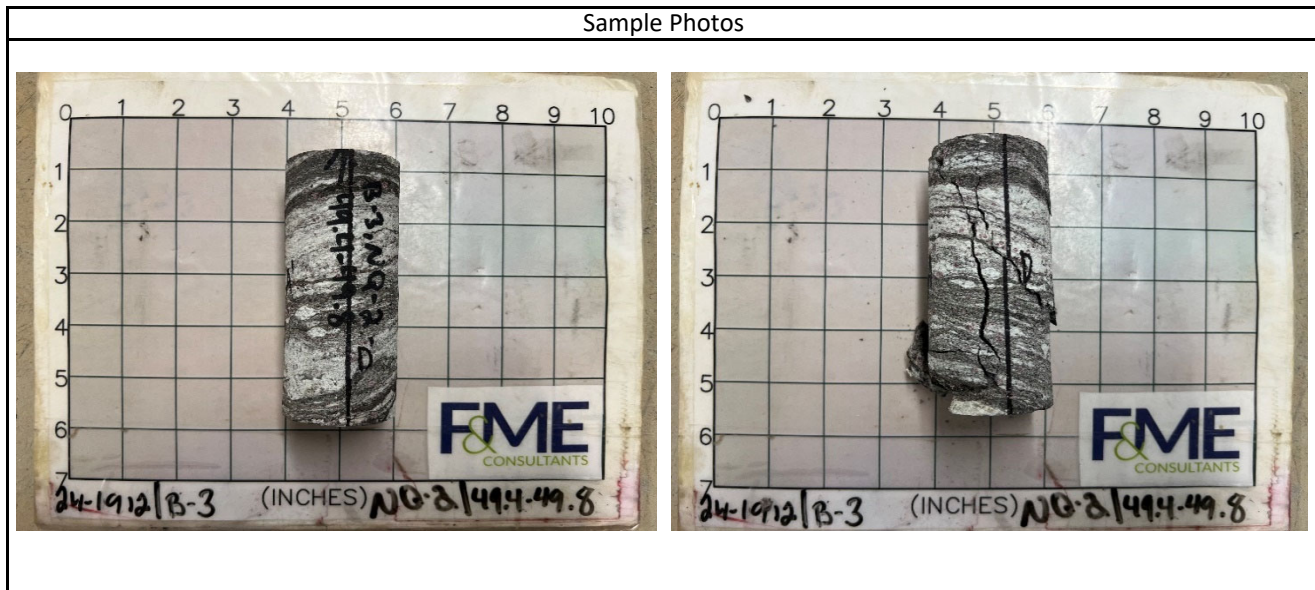 Sample Photos
0 1 2 3 4 5 6 7 8 9 10
1
2
3
4
5
6
7
B-3, NQ-2-D
49.4-49.8
F&ME
CONSULTANTS
24-1912 | B-3 (INCHES) NQ-2 | 49.4-49.8
0 1 2 3 4 5 6 7 8 9 10
1
2
3
4
5
6
7
F&ME
CONSULTANTS
24-1912 | B-3 (INCHES) NQ-2 | 49.4-49.8